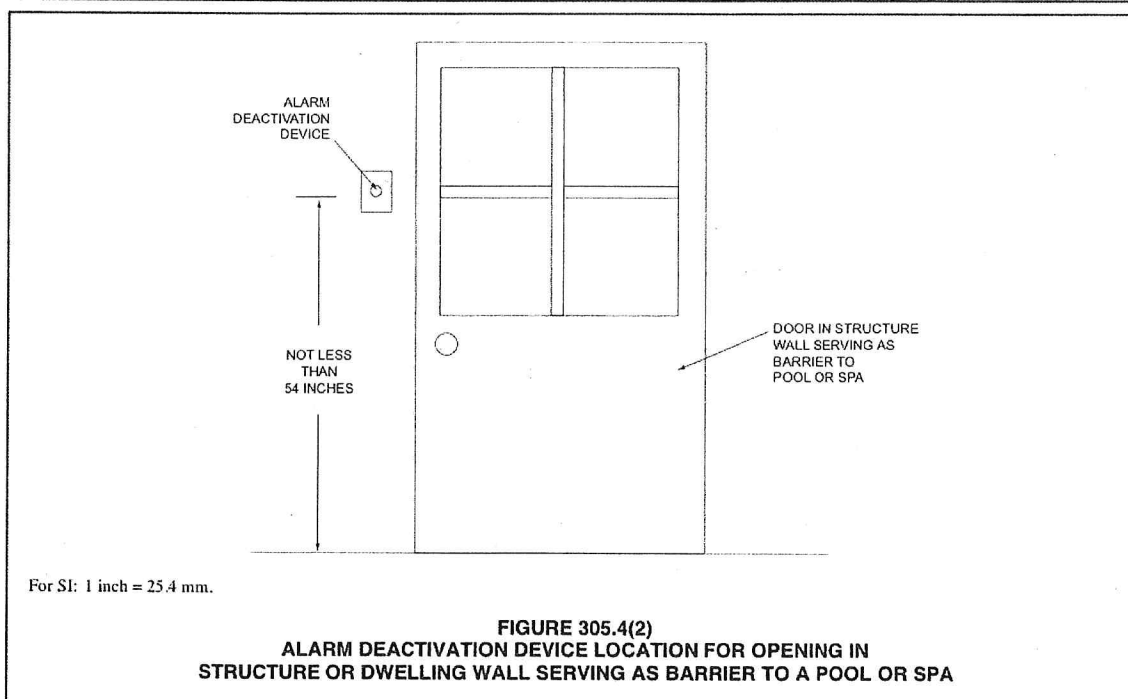 ALARM
DEACTIVATION
DEVICE
NOT LESS
THAN
54 INCHES
DOOR IN STRUCTURE
WALL SERVING AS
BARRIER TO
POOL OR SPA
For SI: 1 inch = 25.4 mm.
FIGURE 305.4(2)
ALARM DEACTIVATION DEVICE LOCATION FOR OPENING IN
STRUCTURE OR DWELLING WALL SERVING AS BARRIER TO A POOL OR SPA